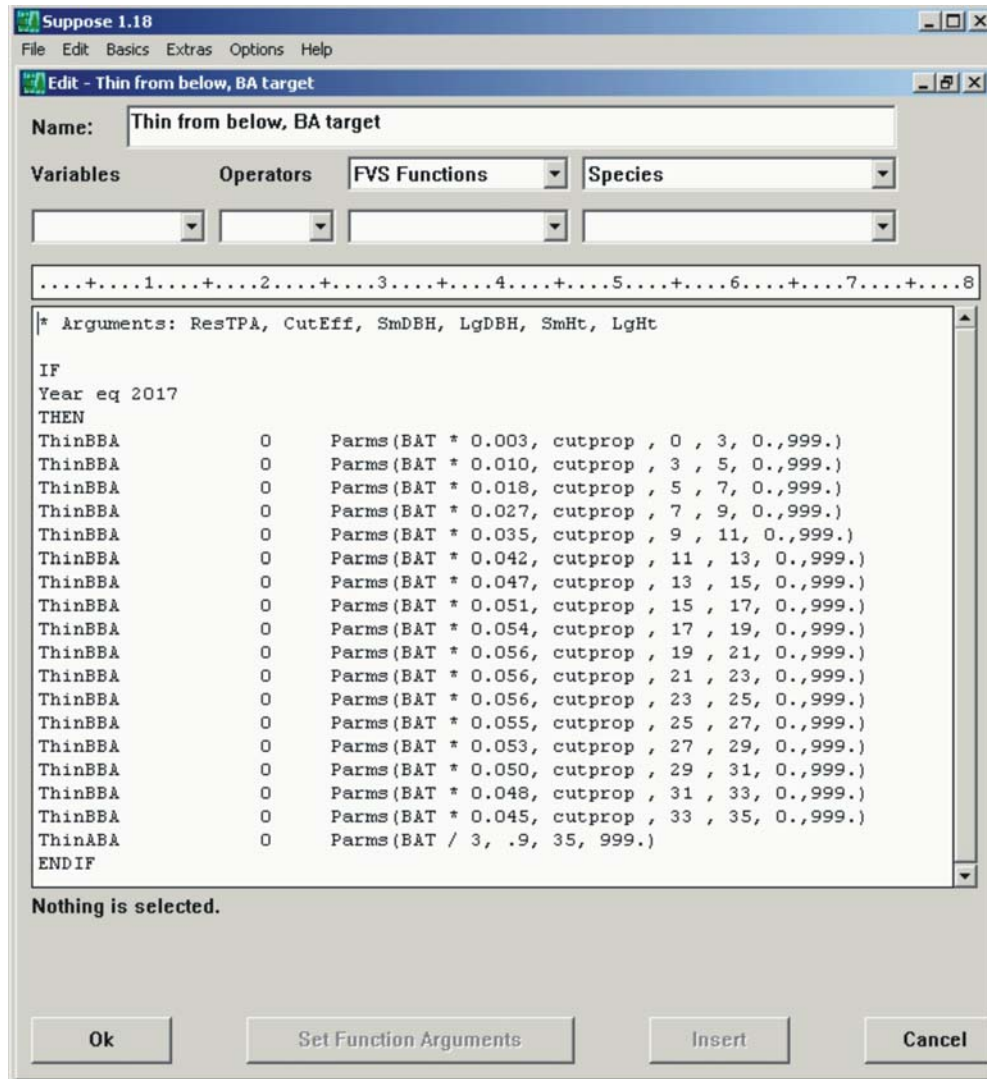 Suppose 1.18
File Edit Basics Extras Options Help
Edit - Thin from below, BA target
Name: Thin from below, BA target
Variables Operators FVS Functions Species
....+....1....+....2....+....3....+....4....+....5....+....6....+....7....+....8
* Arguments: ResTPA, CutEff, SmDBH, LgDBH, SmHt, LgHt
IF
Year eq 2017
THEN
ThinBBA 0 Parms(BAT * 0.003, cutprop , 0 , 3, 0.,999.)
ThinBBA 0 Parms(BAT * 0.010, cutprop , 3 , 5, 0.,999.)
ThinBBA 0 Parms(BAT * 0.018, cutprop , 5 , 7, 0.,999.)
ThinBBA 0 Parms(BAT * 0.027, cutprop , 7 , 9, 0.,999.)
ThinBBA 0 Parms(BAT * 0.035, cutprop , 9 , 11, 0.,999.)
ThinBBA 0 Parms(BAT * 0.042, cutprop , 11 , 13, 0.,999.)
ThinBBA 0 Parms(BAT * 0.047, cutprop , 13 , 15, 0.,999.)
ThinBBA 0 Parms(BAT * 0.051, cutprop , 15 , 17, 0.,999.)
ThinBBA 0 Parms(BAT * 0.054, cutprop , 17 , 19, 0.,999.)
ThinBBA 0 Parms(BAT * 0.056, cutprop , 19 , 21, 0.,999.)
ThinBBA 0 Parms(BAT * 0.056, cutprop , 21 , 23, 0.,999.)
ThinBBA 0 Parms(BAT * 0.056, cutprop , 23 , 25, 0.,999.)
ThinBBA 0 Parms(BAT * 0.055, cutprop , 25 , 27, 0.,999.)
ThinBBA 0 Parms(BAT * 0.053, cutprop , 27 , 29, 0.,999.)
ThinBBA 0 Parms(BAT * 0.050, cutprop , 29 , 31, 0.,999.)
ThinBBA 0 Parms(BAT * 0.048, cutprop , 31 , 33, 0.,999.)
ThinBBA 0 Parms(BAT * 0.045, cutprop , 33 , 35, 0.,999.)
ThinABA 0 Parms(BAT / 3, .9, 35, 999.)
ENDIF
Nothing is selected.
Ok Set Function Arguments Insert Cancel